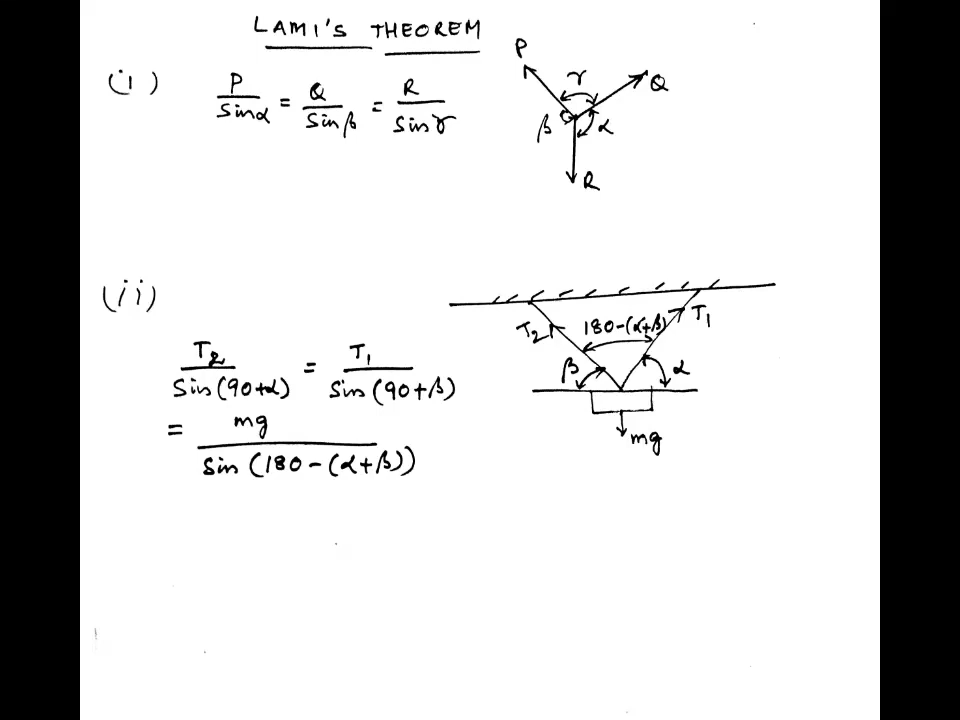 LAMI'S THEOREM
(i) P/Sinα = Q/Sinβ = R/Sinγ
P
γ
Q
β
α
R
(ii)
T2/Sin(90+α) = T1/Sin(90+β)
= mg/Sin(180-(α+β))
T2
180-(α+β)
T1
β
α
mg